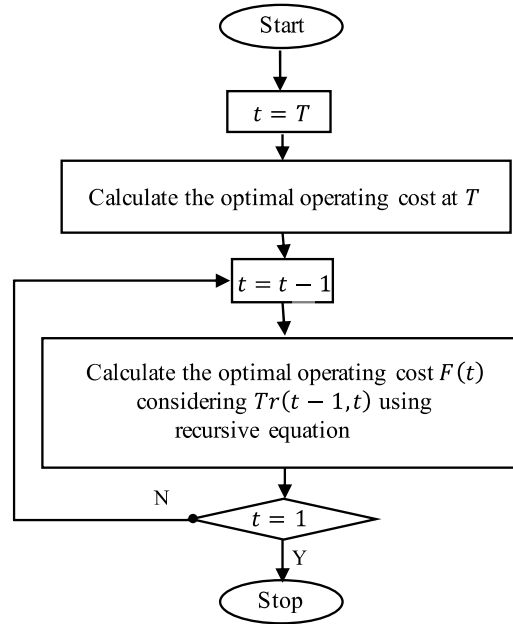 Start
t = T
Calculate the optimal operating cost at T
t = t − 1
Calculate the optimal operating cost F(t)
considering Tr(t − 1, t) using
recursive equation
N
t = 1
Y
Stop